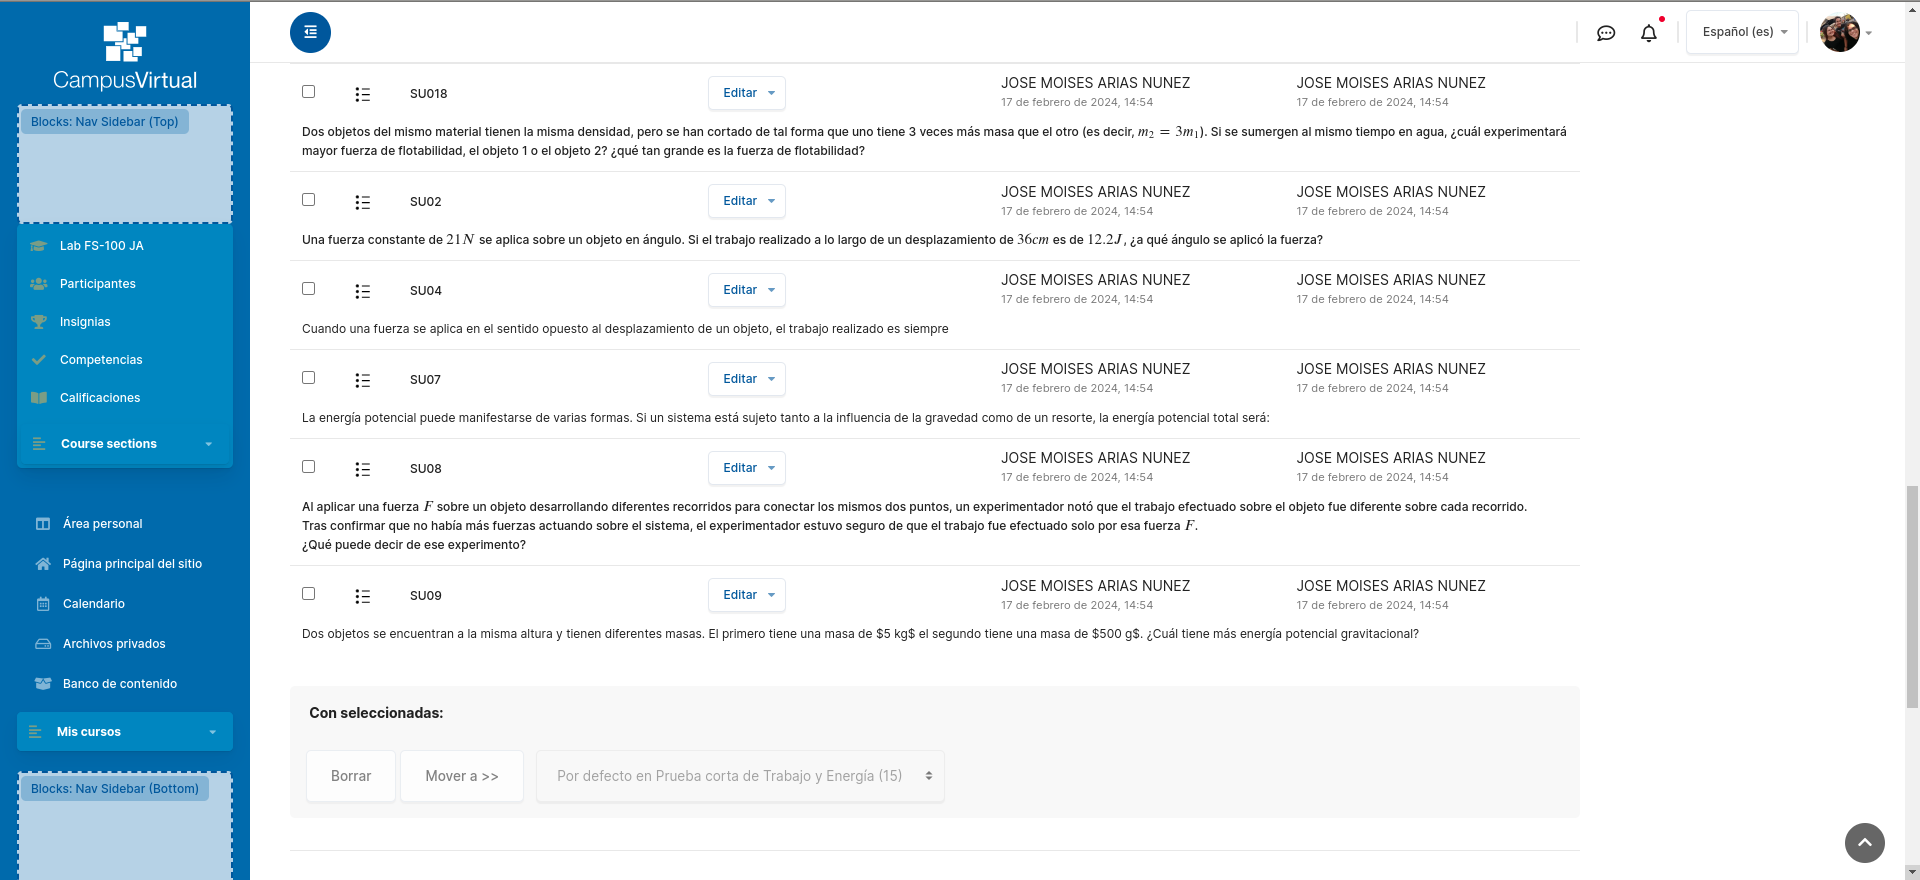 CampusVirtual
Blocks: Nav Sidebar (Top)
Lab FS-100 JA
Participantes
Insignias
Competencias
Calificaciones
Course sections
Área personal
Página principal del sitio
Calendario
Archivos privados
Banco de contenido
Mis cursos
Blocks: Nav Sidebar (Bottom)
Español (es)
SU018 Editar JOSE MOISES ARIAS NUNEZ JOSE MOISES ARIAS NUNEZ
17 de febrero de 2024, 14:54 17 de febrero de 2024, 14:54
Dos objetos del mismo material tienen la misma densidad, pero se han cortado de tal forma que uno tiene 3 veces más masa que el otro (es decir, m₂ = 3m₁). Si se sumergen al mismo tiempo en agua, ¿cuál experimentará
mayor fuerza de flotabilidad, el objeto 1 o el objeto 2? ¿qué tan grande es la fuerza de flotabilidad?
SU02 Editar JOSE MOISES ARIAS NUNEZ JOSE MOISES ARIAS NUNEZ
17 de febrero de 2024, 14:54 17 de febrero de 2024, 14:54
Una fuerza constante de 21N se aplica sobre un objeto en ángulo. Si el trabajo realizado a lo largo de un desplazamiento de 36cm es de 12.2J, ¿a qué ángulo se aplicó la fuerza?
SU04 Editar JOSE MOISES ARIAS NUNEZ JOSE MOISES ARIAS NUNEZ
17 de febrero de 2024, 14:54 17 de febrero de 2024, 14:54
Cuando una fuerza se aplica en el sentido opuesto al desplazamiento de un objeto, el trabajo realizado es siempre
SU07 Editar JOSE MOISES ARIAS NUNEZ JOSE MOISES ARIAS NUNEZ
17 de febrero de 2024, 14:54 17 de febrero de 2024, 14:54
La energía potencial puede manifestarse de varias formas. Si un sistema está sujeto tanto a la influencia de la gravedad como de un resorte, la energía potencial total será:
SU08 Editar JOSE MOISES ARIAS NUNEZ JOSE MOISES ARIAS NUNEZ
17 de febrero de 2024, 14:54 17 de febrero de 2024, 14:54
Al aplicar una fuerza F sobre un objeto desarrollando diferentes recorridos para conectar los mismos dos puntos, un experimentador notó que el trabajo efectuado sobre el objeto fue diferente sobre cada recorrido.
Tras confirmar que no había más fuerzas actuando sobre el sistema, el experimentador estuvo seguro de que el trabajo fue efectuado solo por esa fuerza F.
¿Qué puede decir de ese experimento?
SU09 Editar JOSE MOISES ARIAS NUNEZ JOSE MOISES ARIAS NUNEZ
17 de febrero de 2024, 14:54 17 de febrero de 2024, 14:54
Dos objetos se encuentran a la misma altura y tienen diferentes masas. El primero tiene una masa de $5 kg$ el segundo tiene una masa de $500 g$. ¿Cuál tiene más energía potencial gravitacional?
Con seleccionadas:
Borrar Mover a >> Por defecto en Prueba corta de Trabajo y Energía (15)